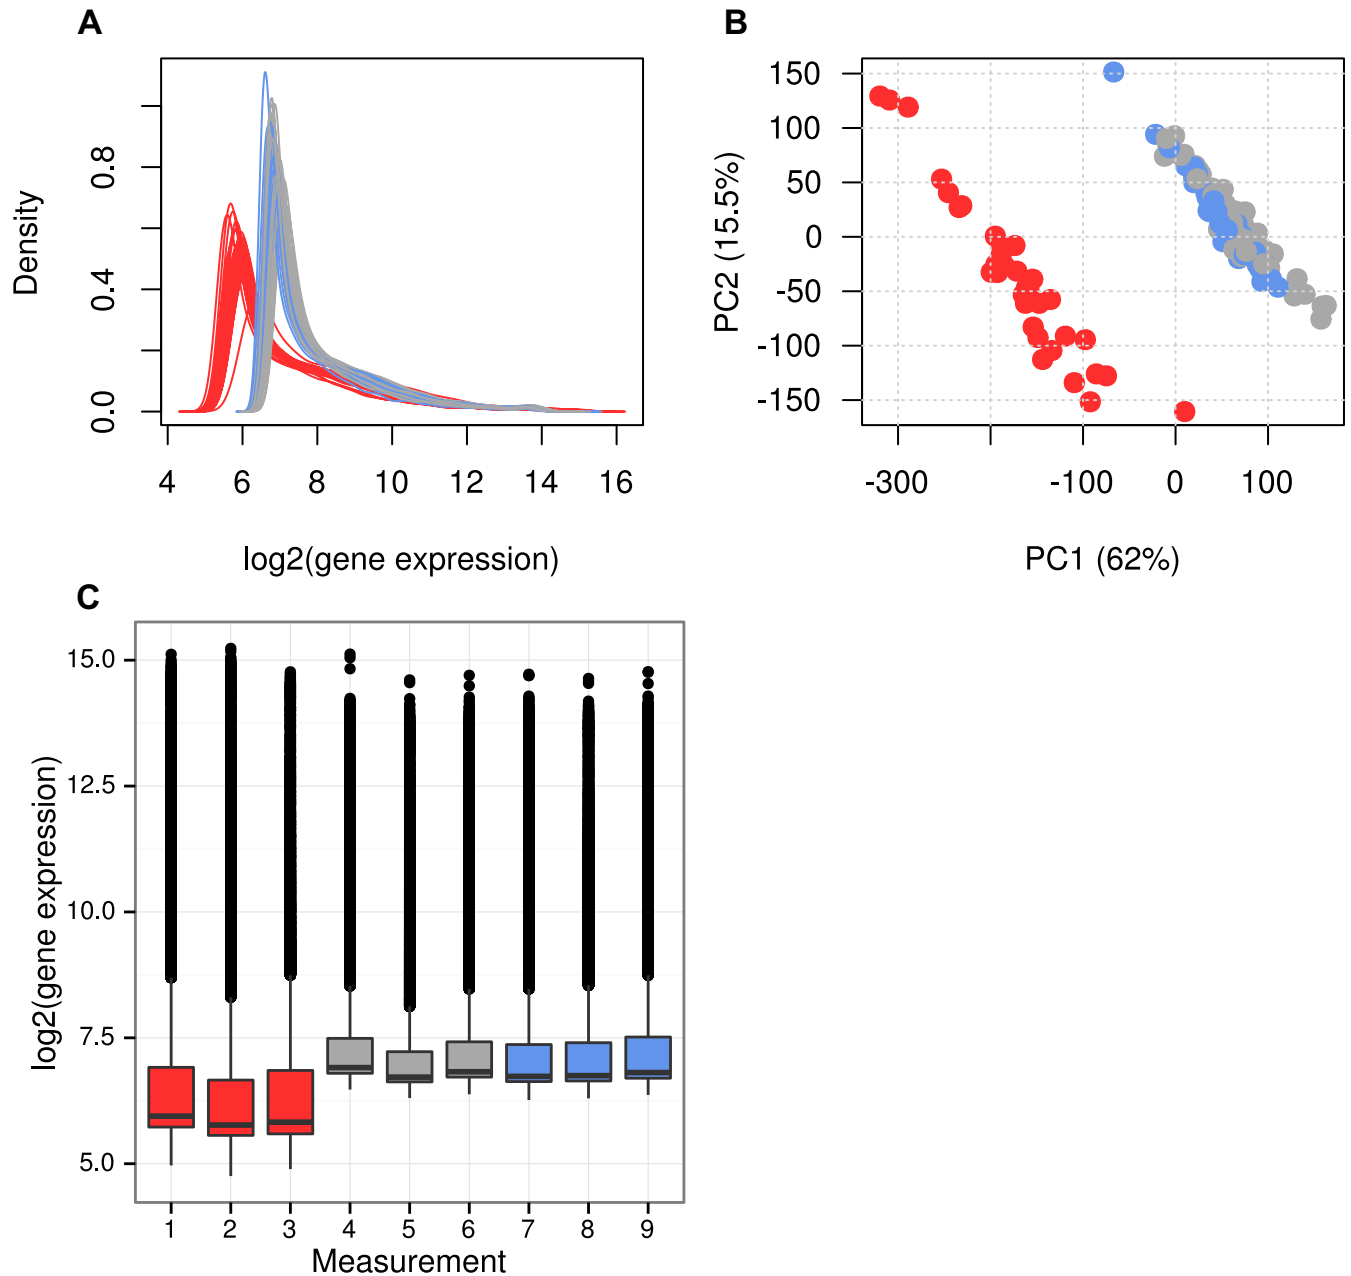 A
Density
0.0
0.4
0.8
4 6 8 10 12 14 16
log2(gene expression)
B
PC2 (15.5%)
150
100
50
0
-50
-100
-150
-300 -100 0 100
PC1 (62%)
C
log2(gene expression)
15.0
12.5
10.0
7.5
5.0
1 2 3 4 5 6 7 8 9
Measurement